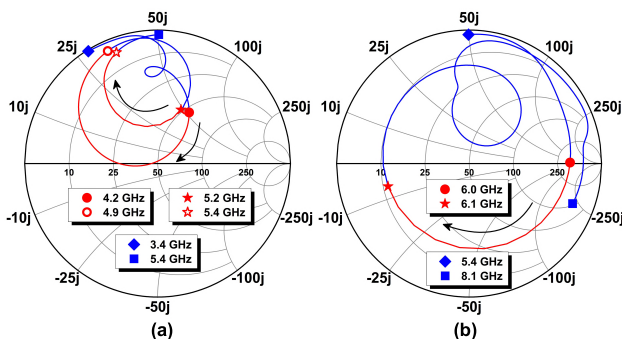 50j
25j
100j
10j
250j
10
25
50
100
250
-10j
-250j
-25j
-100j
-50j
4.2 GHz
4.9 GHz
5.2 GHz
5.4 GHz
3.4 GHz
5.4 GHz
(a)
50j
25j
100j
10j
250j
10
25
50
100
250
-10j
-250j
-25j
-100j
-50j
6.0 GHz
6.1 GHz
5.4 GHz
8.1 GHz
(b)